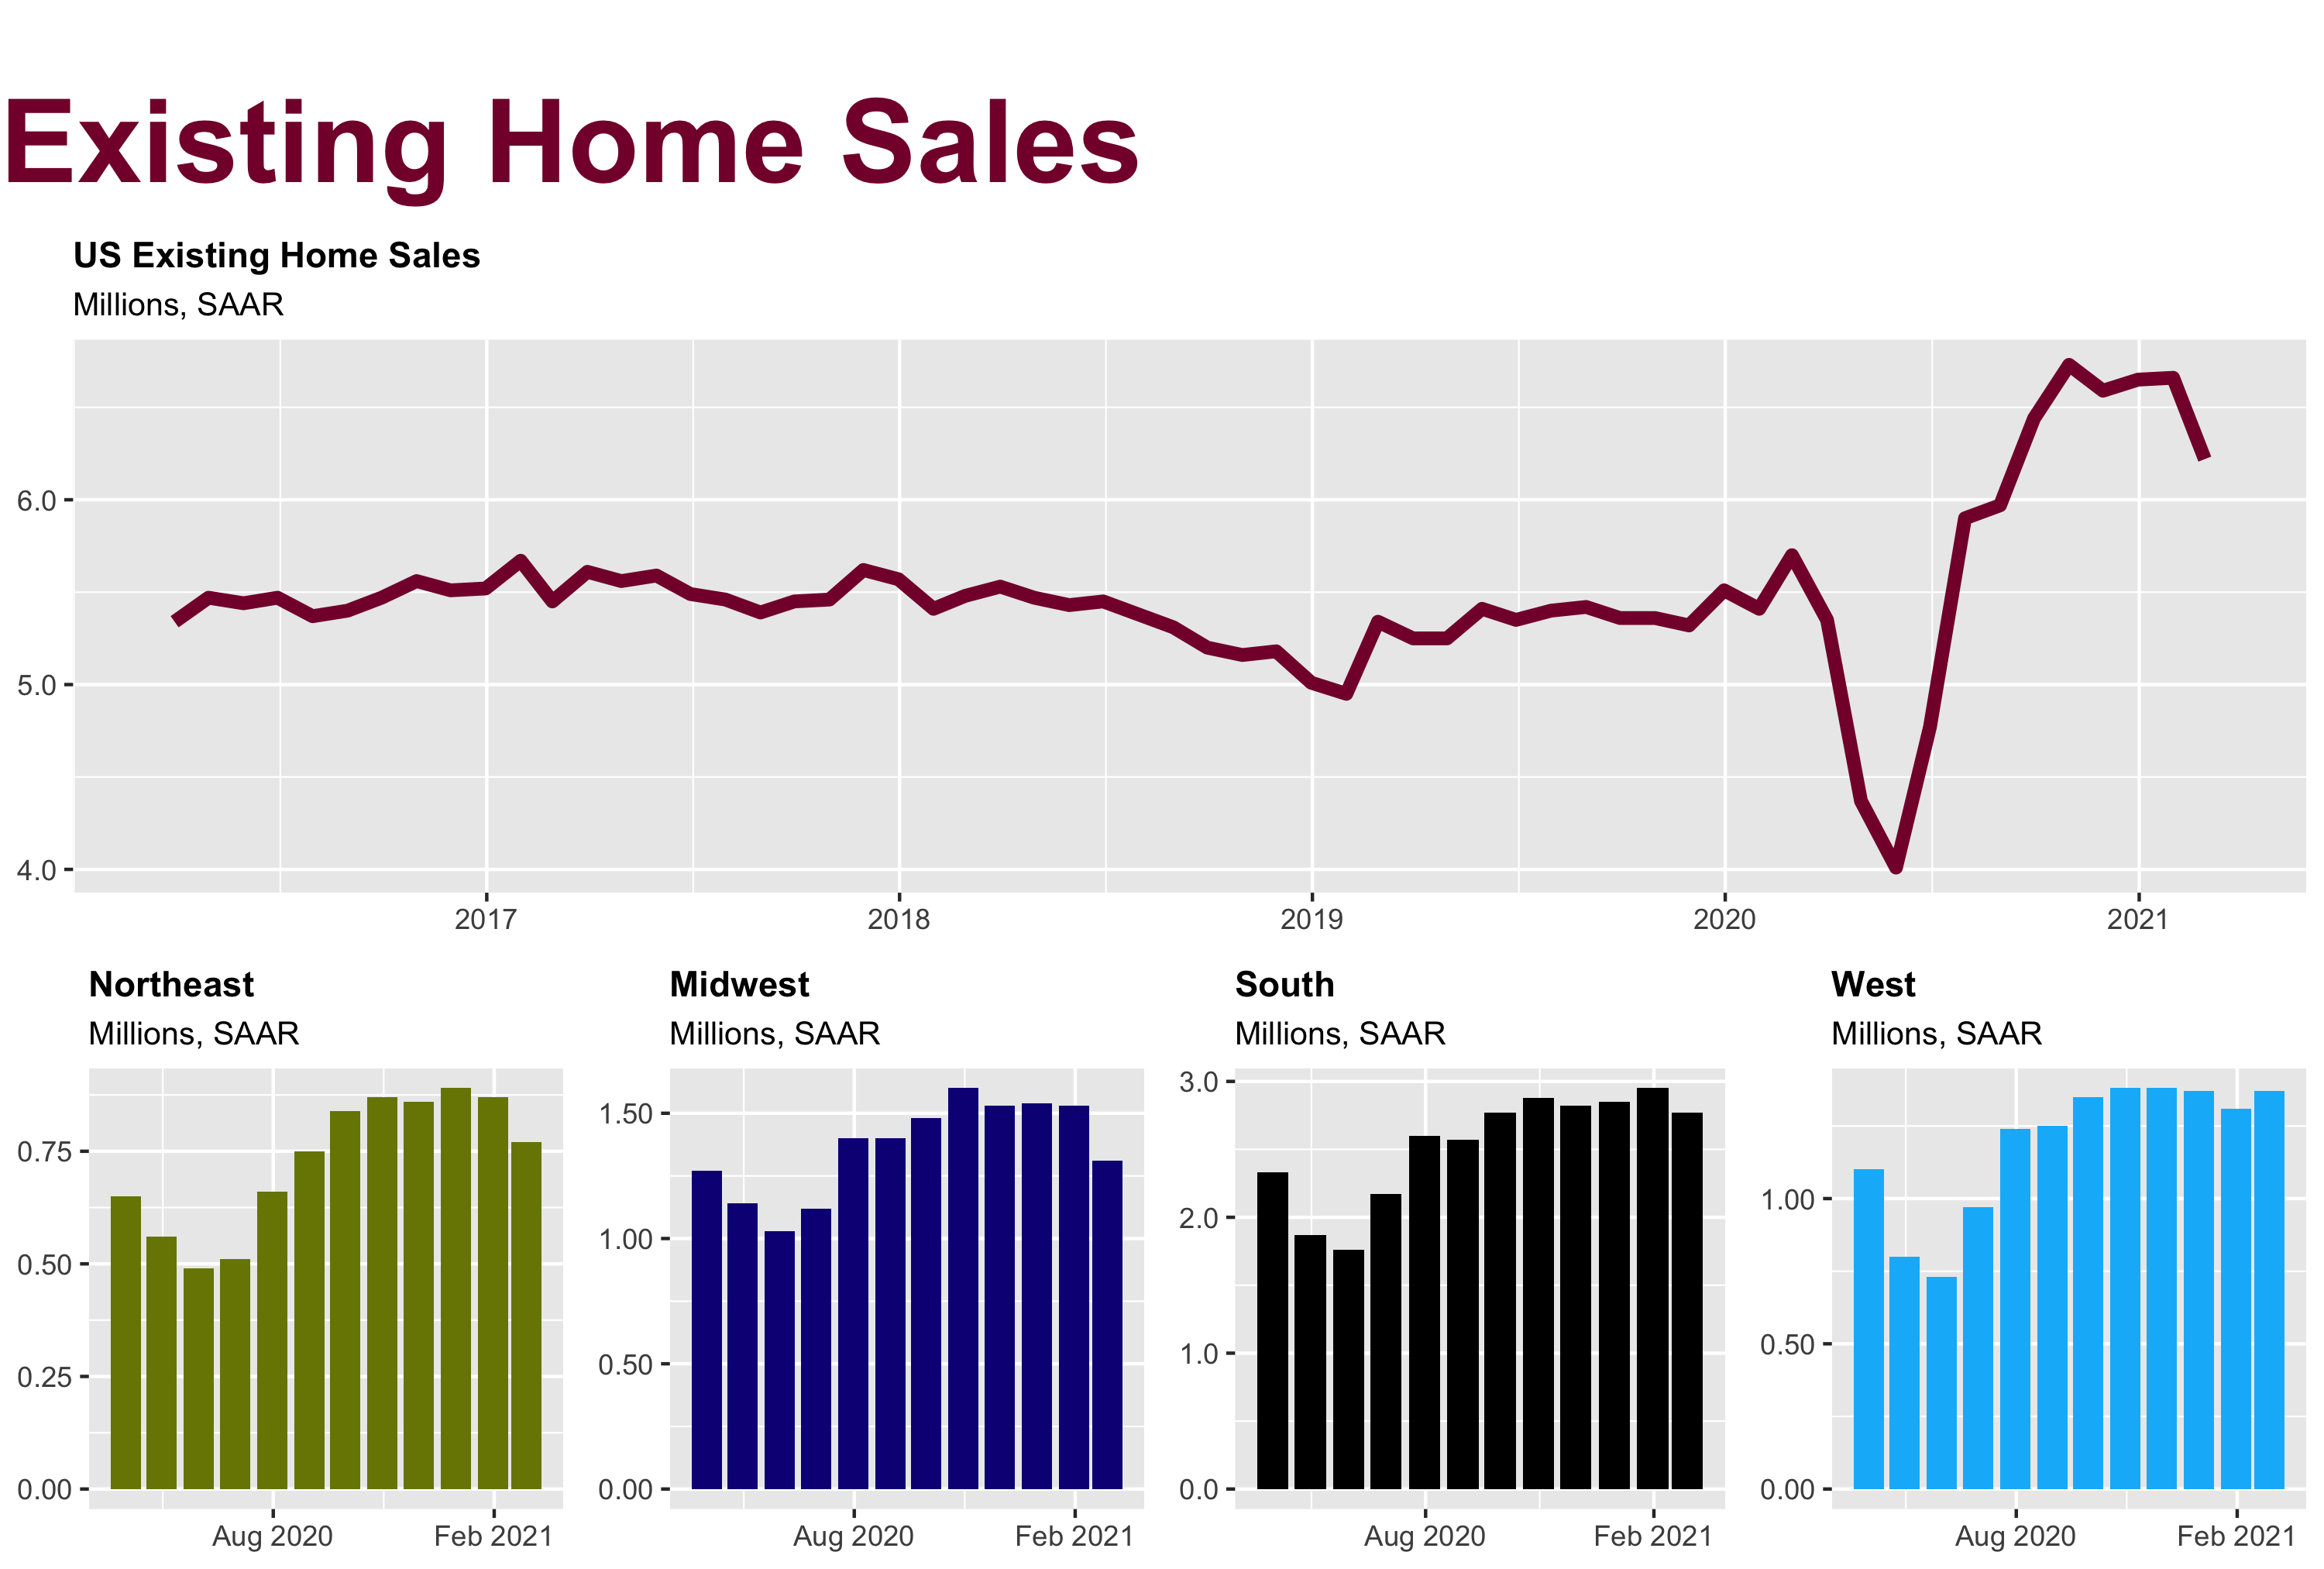 Existing Home Sales
US Existing Home Sales
Millions, SAAR
6.0
5.0
4.0
2017 2018 2019 2020 2021
Northeast
Millions, SAAR
0.75
0.50
0.25
0.00
Aug 2020 Feb 2021
Midwest
Millions, SAAR
1.50
1.00
0.50
0.00
Aug 2020 Feb 2021
South
Millions, SAAR
3.0
2.0
1.0
0.0
Aug 2020 Feb 2021
West
Millions, SAAR
1.00
0.50
0.00
Aug 2020 Feb 2021